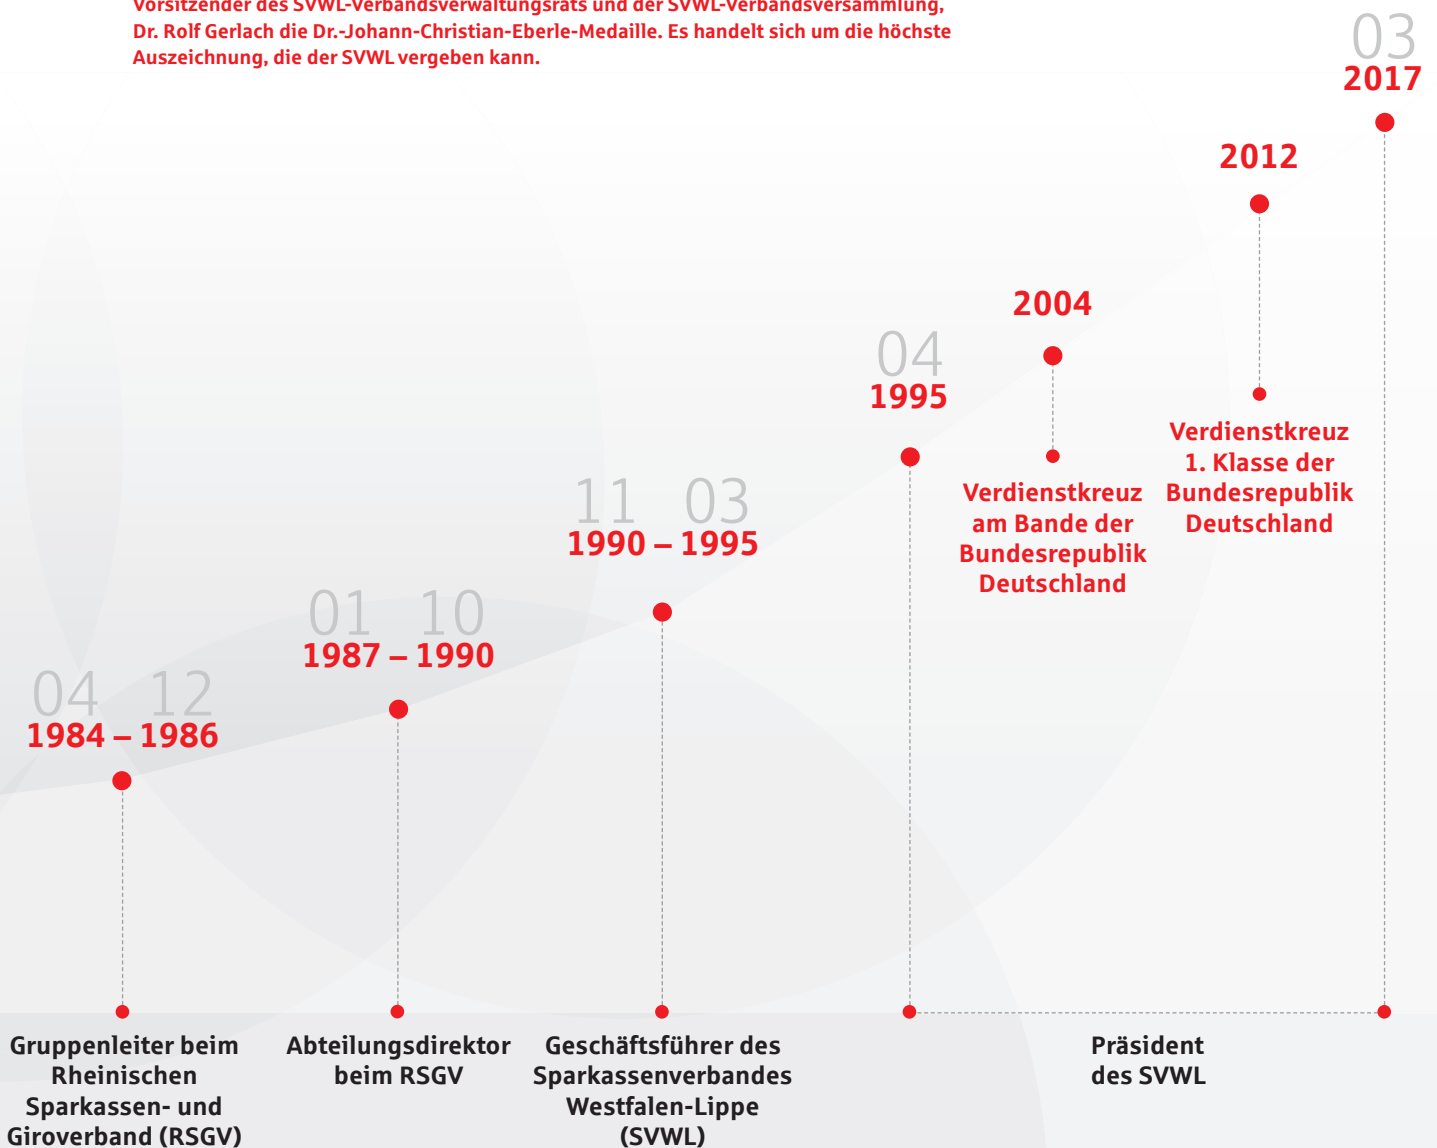 Vorsitzender des SVWL-Verbandsverwaltungsrats und der SVWL-Verbandsversammlung,
Dr. Rolf Gerlach die Dr.-Johann-Christian-Eberle-Medaille. Es handelt sich um die höchste
Auszeichnung, die der SVWL vergeben kann.
03
2017
2012
2004
04
1995
Verdienstkreuz
1. Klasse der
Bundesrepublik
Deutschland
Verdienstkreuz
am Bande der
Bundesrepublik
Deutschland
11 03
1990 – 1995
01 10
1987 – 1990
04 12
1984 – 1986
Gruppenleiter beim
Rheinischen
Sparkassen- und
Giroverband (RSGV)
Abteilungsdirektor
beim RSGV
Geschäftsführer des
Sparkassenverbandes
Westfalen-Lippe
(SVWL)
Präsident
des SVWL